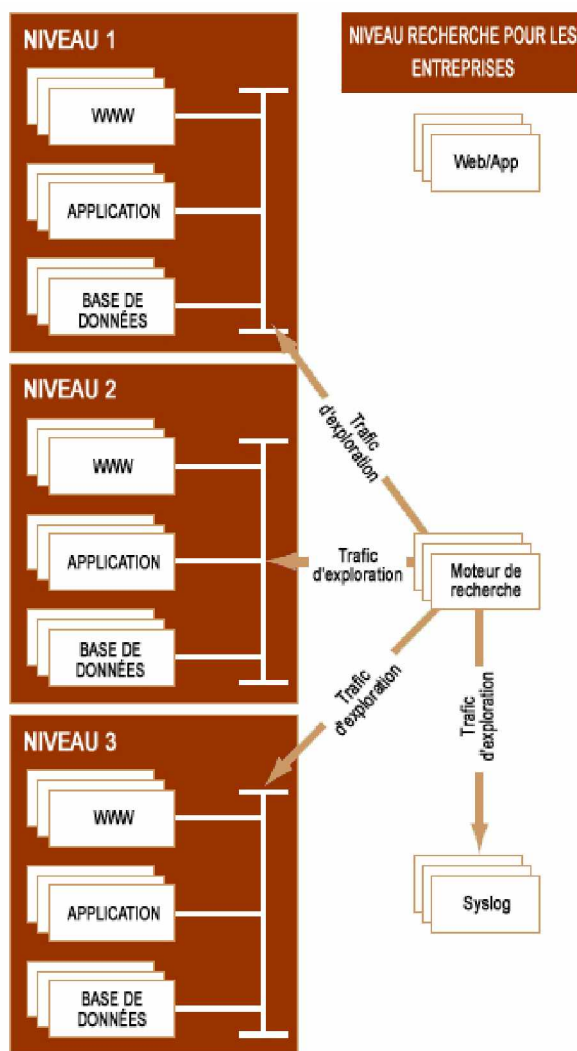 NIVEAU 1
WWW
APPLICATION
BASE DE
DONNÉES
NIVEAU 2
WWW
APPLICATION
BASE DE
DONNÉES
NIVEAU 3
WWW
APPLICATION
BASE DE
DONNÉES
NIVEAU RECHERCHE POUR LES
ENTREPRISES
Web/App
Trafic
d'exploration
Trafic
d'exploration
Moteur de
recherche
Trafic
d'exploration
Trafic
d'exploration
Syslog